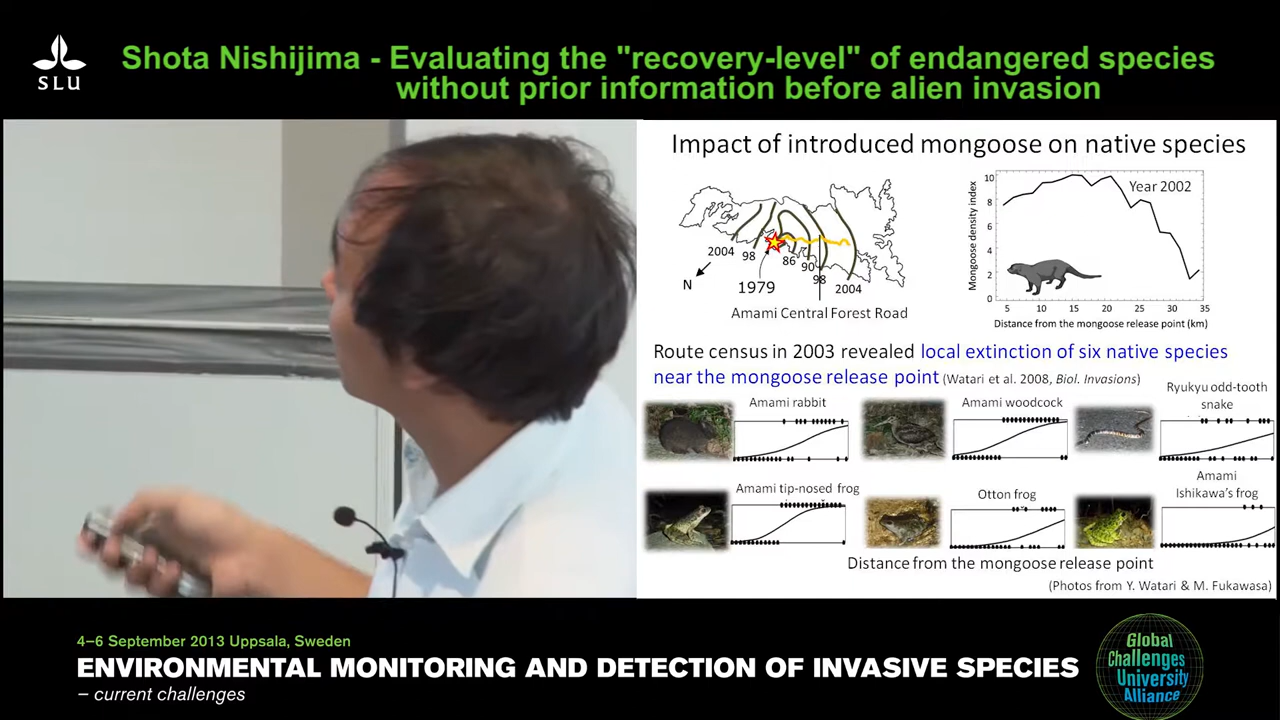 SLU
Shota Nishijima - Evaluating the "recovery-level" of endangered species
without prior information before alien invasion
Impact of introduced mongoose on native species
2004
98
86
90
98
2004
N
1979
Amami Central Forest Road
Mongoose density index
10
8
6
4
2
0
Year 2002
5 10 15 20 25 30 35
Distance from the mongoose release point (km)
Route census in 2003 revealed local extinction of six native species
near the mongoose release point (Watari et al. 2008, Biol. Invasions)
Amami rabbit
Amami woodcock
Ryukyu odd-tooth
snake
Amami tip-nosed frog
Otton frog
Amami
Ishikawa's frog
Distance from the mongoose release point
(Photos from Y. Watari & M. Fukawasa)
4–6 September 2013 Uppsala, Sweden
ENVIRONMENTAL MONITORING AND DETECTION OF INVASIVE SPECIES
– current challenges
Global
Challenges
University
Alliance